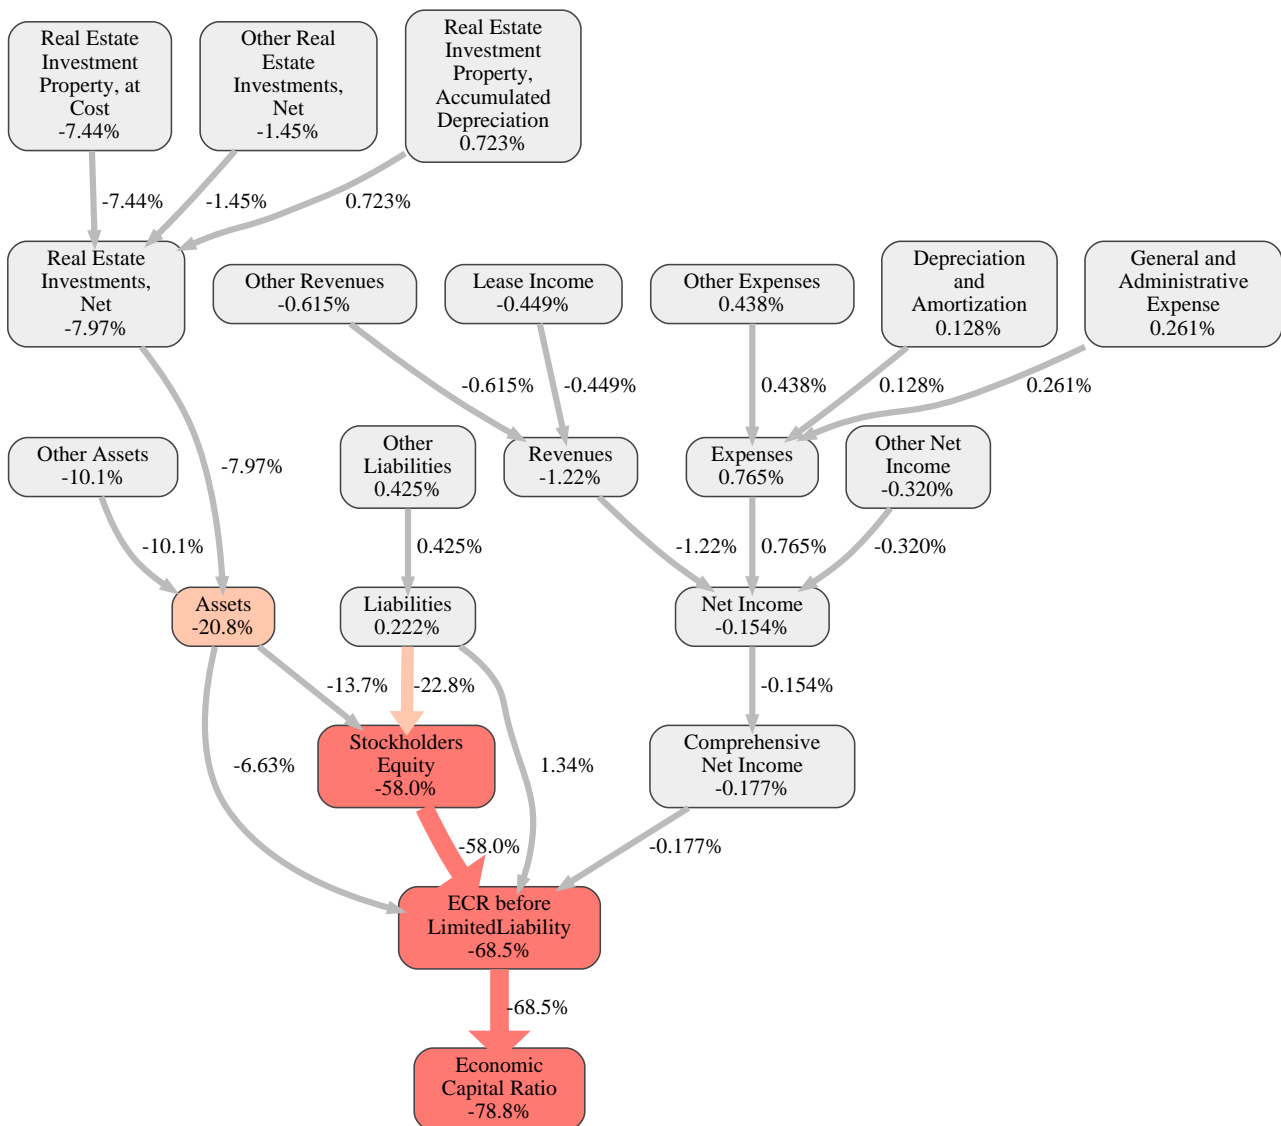 Real Estate
Investment
Property, at
Cost
-7.44%
Other Real
Estate
Investments,
Net
-1.45%
Real Estate
Investment
Property,
Accumulated
Depreciation
0.723%
-7.44%
-1.45%
0.723%
Real Estate
Investments,
Net
-7.97%
Other Revenues
-0.615%
Lease Income
-0.449%
Other Expenses
0.438%
Depreciation
and
Amortization
0.128%
General and
Administrative
Expense
0.261%
-0.615%
-0.449%
0.438%
0.128%
0.261%
Other Assets
-10.1%
-7.97%
Other
Liabilities
0.425%
Revenues
-1.22%
Expenses
0.765%
Other Net
Income
-0.320%
-10.1%
0.425%
-1.22%
0.765%
-0.320%
Assets
-20.8%
Liabilities
0.222%
Net Income
-0.154%
-13.7%
-22.8%
-0.154%
-6.63%
Stockholders
Equity
-58.0%
1.34%
Comprehensive
Net Income
-0.177%
-58.0%
-0.177%
ECR before
LimitedLiability
-68.5%
-68.5%
Economic
Capital Ratio
-78.8%